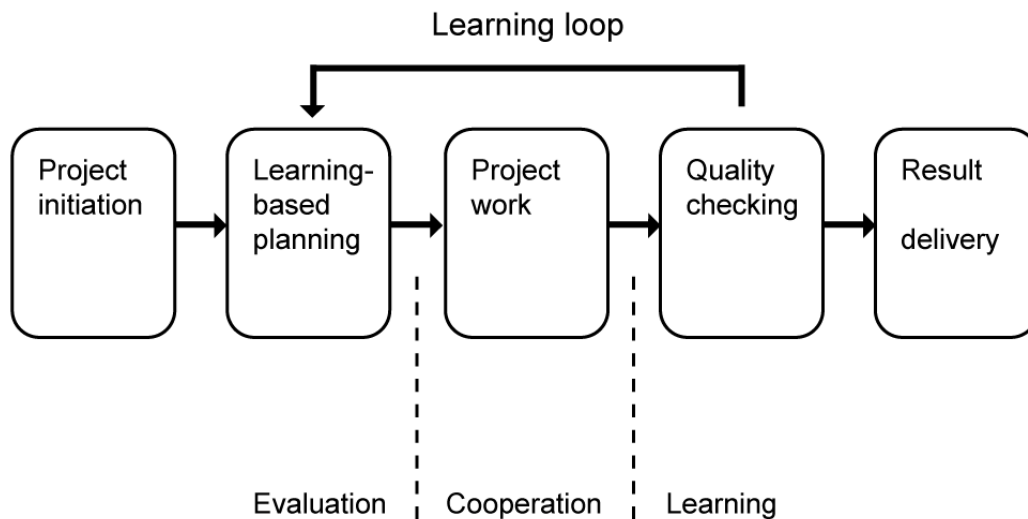 Learning loop
Project
initiation
Learning-
based
planning
Project
work
Quality
checking
Result
delivery
Evaluation
Cooperation
Learning